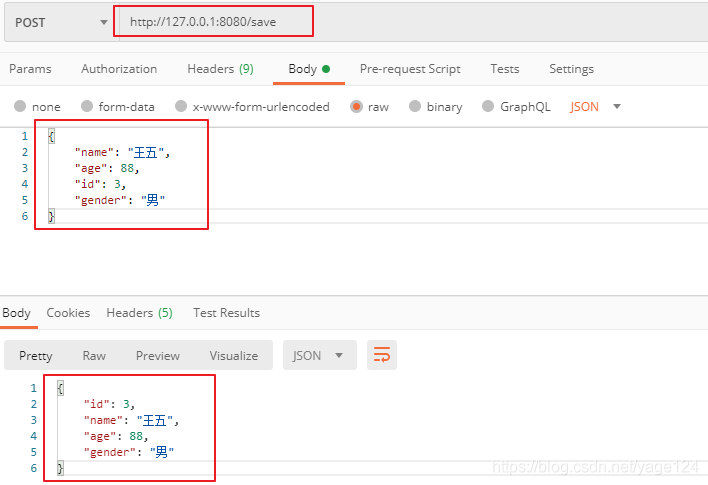 POST http://127.0.0.1:8080/save
Params Authorization Headers (9) Body Pre-request Script Tests Settings
none form-data x-www-form-urlencoded raw binary GraphQL JSON
1 {
2 "name": "王五",
3 "age": 88,
4 "id": 3,
5 "gender": "男"
6 }
Body Cookies Headers (5) Test Results
Pretty Raw Preview Visualize JSON
1 {
2 "id": 3,
3 "name": "王五",
4 "age": 88,
5 "gender": "男"
6 }
https://blog.csdn.net/yage124